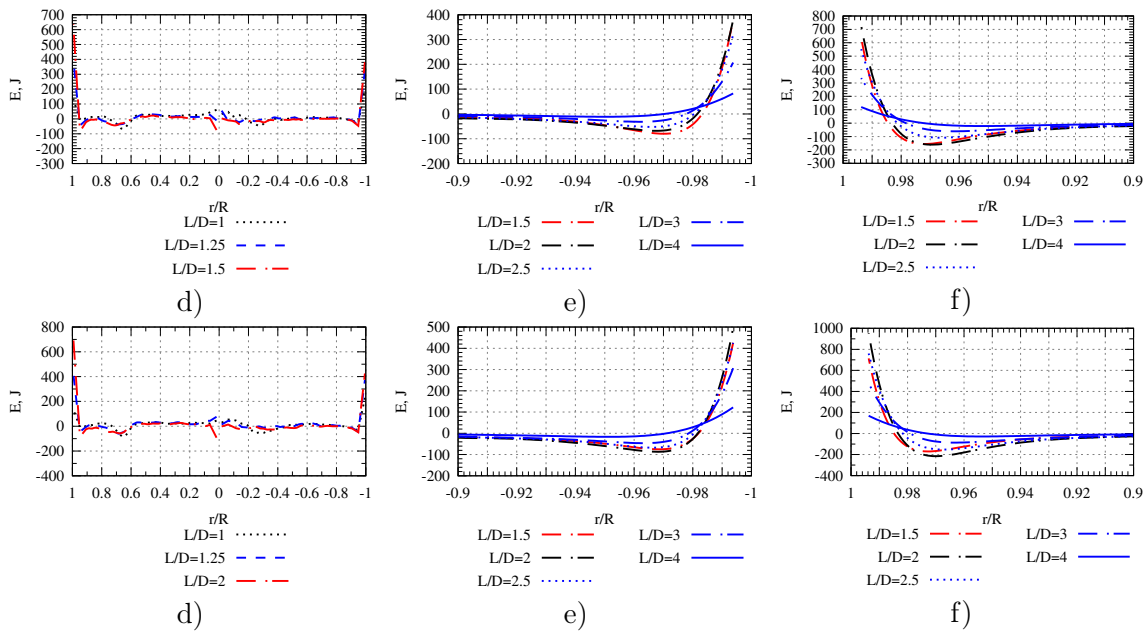 E, J
700
600
500
400
300
200
100
0
-100
-200
-300
1 0.8 0.6 0.4 0.2 0 -0.2 -0.4 -0.6 -0.8 -1
r/R
L/D=1
L/D=1.25
L/D=1.5
d)
E, J
400
300
200
100
0
-100
-200
-0.9 -0.92 -0.94 -0.96 -0.98 -1
r/R
L/D=1.5 L/D=3
L/D=2 L/D=4
L/D=2.5
e)
E, J
800
700
600
500
400
300
200
100
0
-100
-200
-300
1 0.98 0.96 0.94 0.92 0.9
r/R
L/D=1.5 L/D=3
L/D=2 L/D=4
L/D=2.5
f)
E, J
800
600
400
200
0
-200
-400
1 0.8 0.6 0.4 0.2 0 -0.2 -0.4 -0.6 -0.8 -1
r/R
L/D=1
L/D=1.25
L/D=2
d)
E, J
500
400
300
200
100
0
-100
-200
-0.9 -0.92 -0.94 -0.96 -0.98 -1
r/R
L/D=1.5 L/D=3
L/D=2 L/D=4
L/D=2.5
e)
E, J
1000
800
600
400
200
0
-200
-400
1 0.98 0.96 0.94 0.92 0.9
r/R
L/D=1.5 L/D=3
L/D=2 L/D=4
L/D=2.5
f)